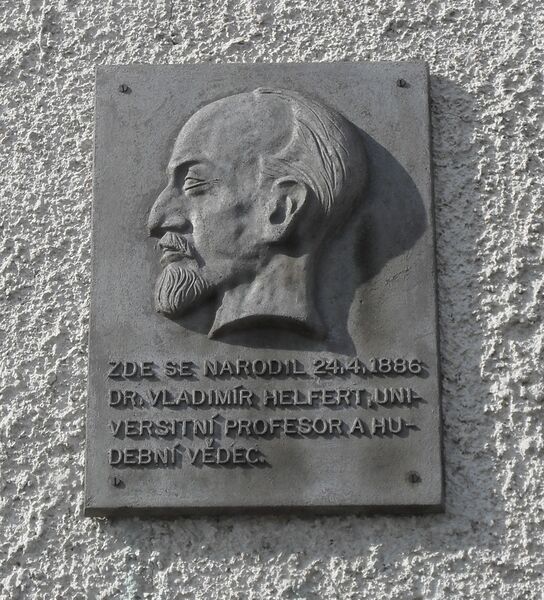 ZDE SE NARODIL 24.4.1886
DR. VLADIMÍR HELFERT, UNI-
VERSITNÍ PROFESOR A HU-
DEBNÍ VĚDEC.